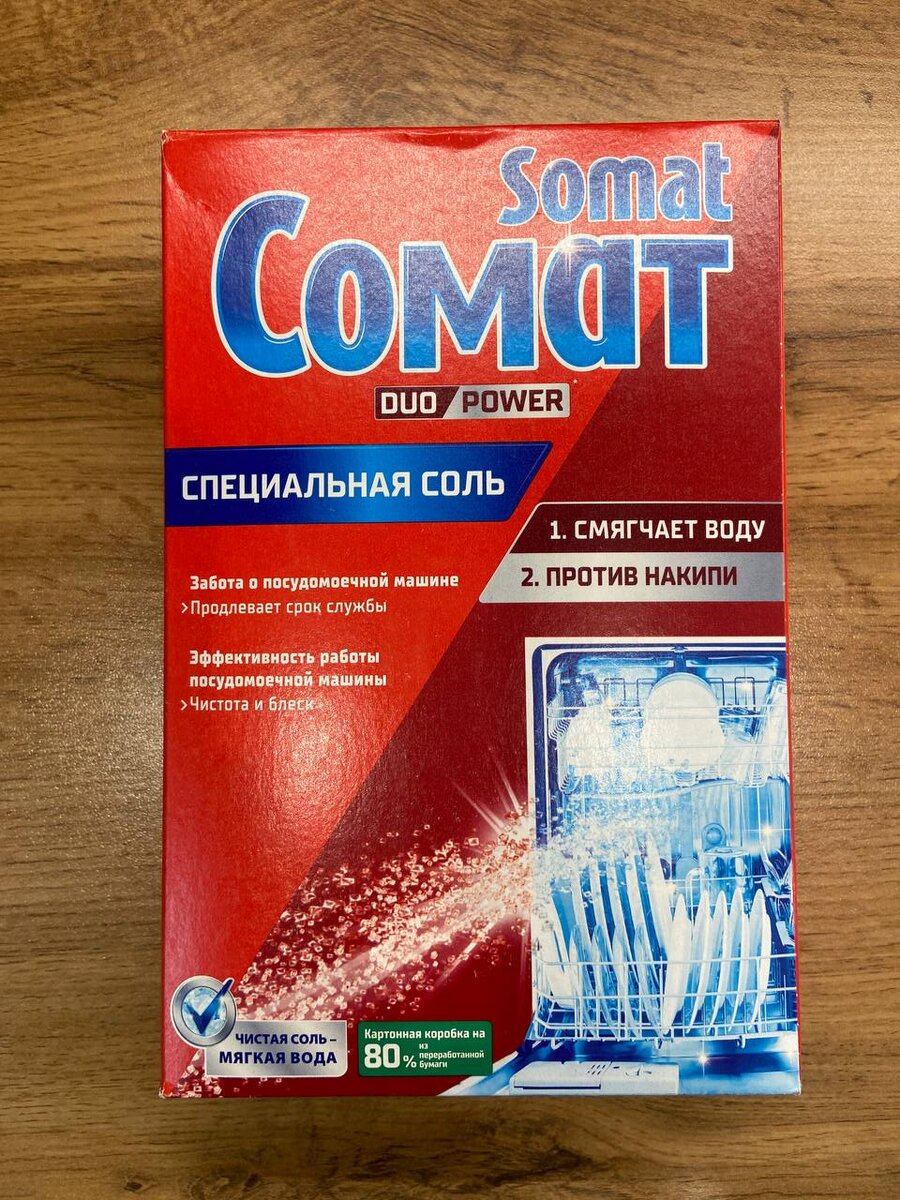 Somat
Сомат
DUO POWER*
СПЕЦИАЛЬНАЯ СОЛЬ
1. СМЯГЧАЕТ ВОДУ
2. ПРОТИВ НАКИПИ
Забота о посудомоечной машине
>Продлевает срок службы
Эффективность работы
посудомоечной машины
>Чистота и блеск
ЧИСТАЯ СОЛЬ –
МЯГКАЯ ВОДА
Картонная коробка на
80% из переработанной бумаги